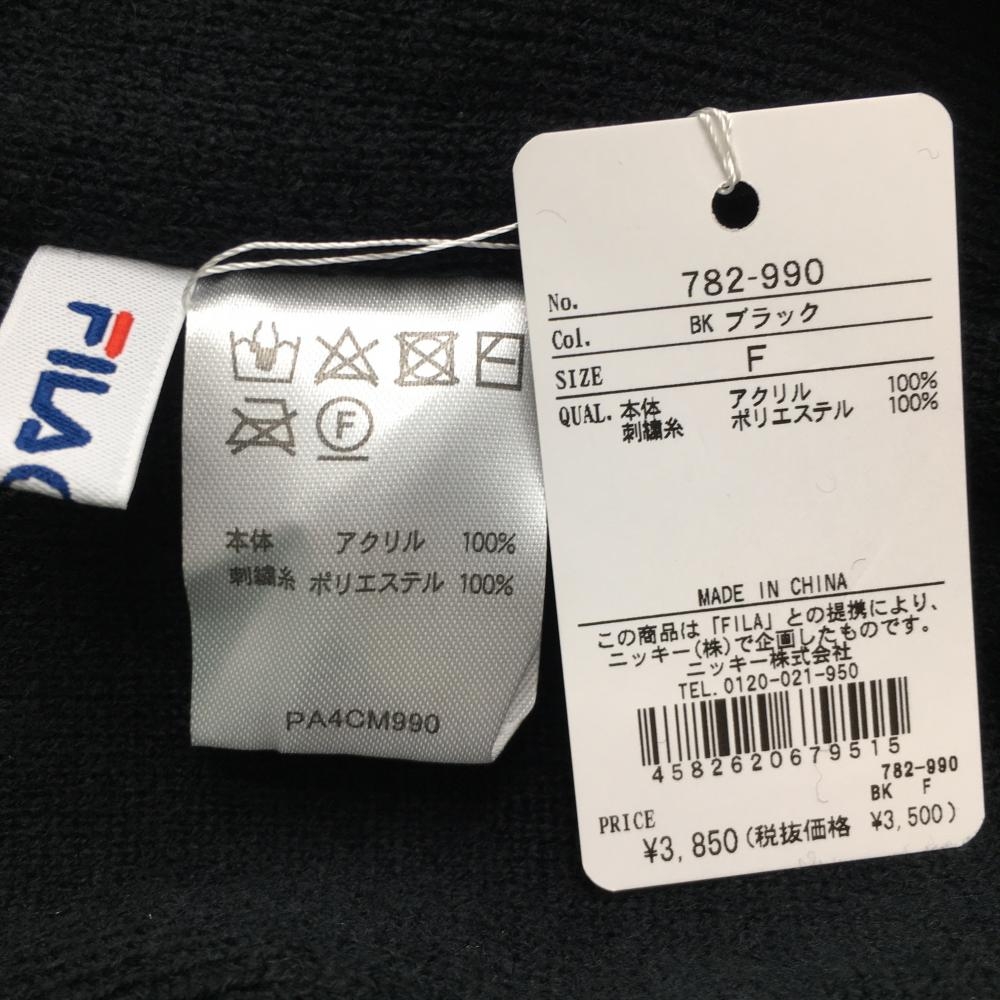 FILA
F
本体 アクリル 100%
刺繍糸 ポリエステル 100%
PA4CM990
No. 782-990
Col. BK ブラック
SIZE F
QUAL. 本体 アクリル 100%
刺繍糸 ポリエステル 100%
MADE IN CHINA
この商品は「FILA」との提携により、
ニッキー(株)で企画したものです。
ニッキー株式会社
TEL. 0120-021-950
4582620679515
782-990
BK F
PRICE
¥3,850(税抜価格 ¥3,500)